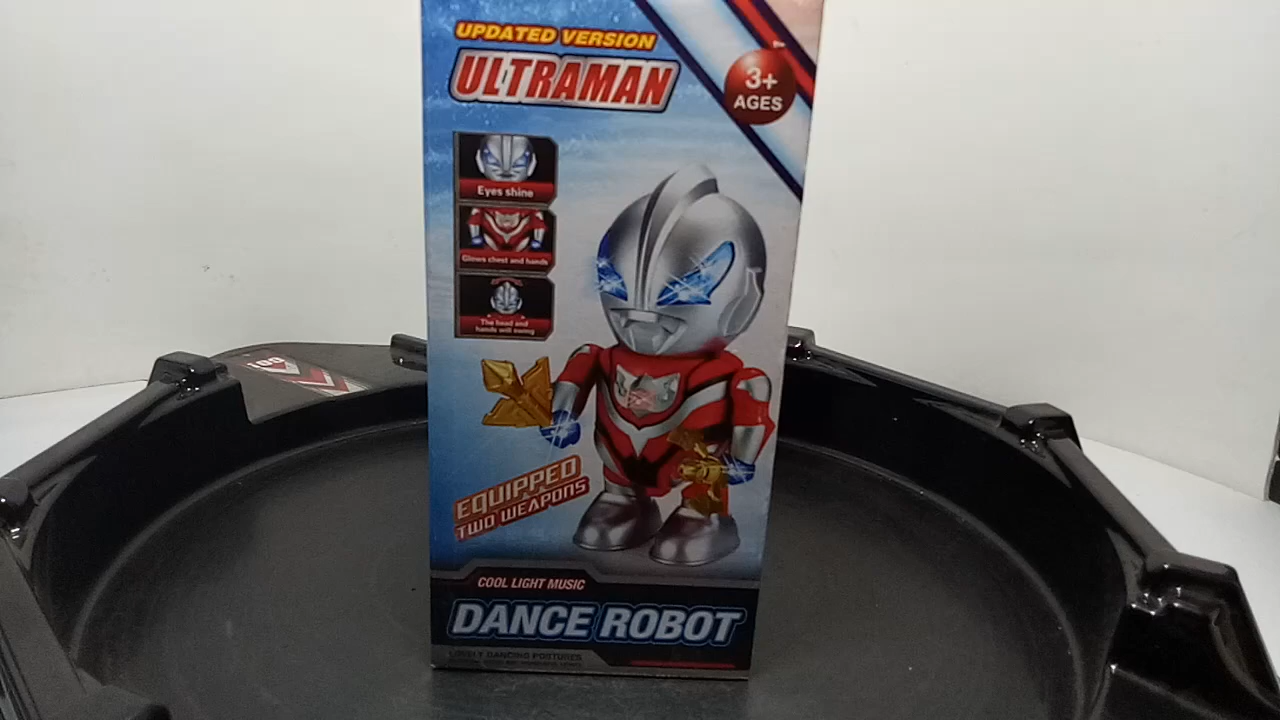 UPDATED VERSION
ULTRAMAN
3+
AGES
Eyes shine
Glows chest and hands
The head and
hands will swing
EQUIPPED
TWO WEAPONS
COOL LIGHT MUSIC
DANCE ROBOT
LOVELY DANCING POSTURES